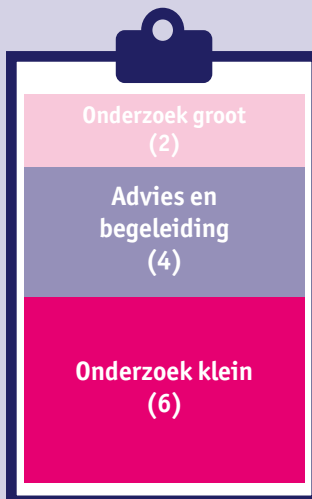 Onderzoek groot
(2)
Advies en
begeleiding
(4)
Onderzoek klein
(6)